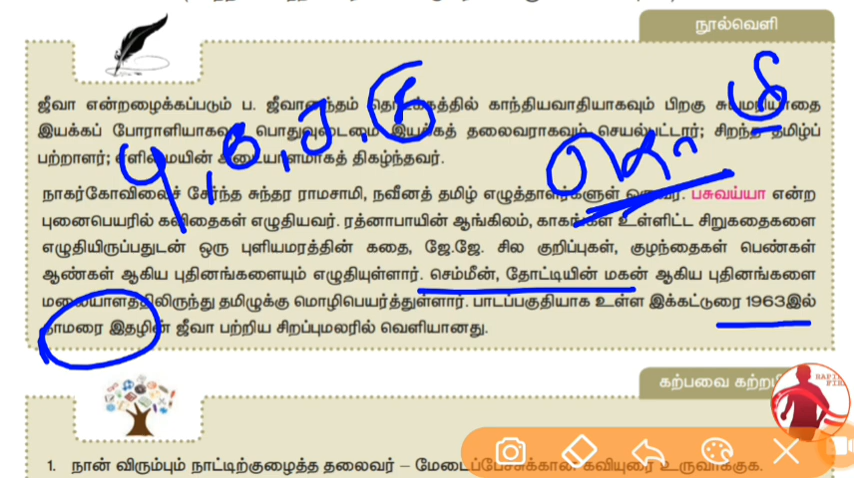 நூல்வெளி
ஜீவா என்றழைக்கப்படும் ப. ஜீவானந்தம் தொடக்கத்தில் காந்தியவாதியாகவும் பிறகு சுயமரியாதை
இயக்கப் போராளியாகவும் பொதுவுடைமை இயக்கத் தலைவராகவும் செயல்பட்டார்; சிறந்த தமிழ்ப்
பற்றாளர்; எளிமையின் அடையாளமாகத் திகழ்ந்தவர்.
நாகர்கோவிலைச் சேர்ந்த சுந்தர ராமசாமி, நவீனத் தமிழ் எழுத்தாளர்களுள் ஒருவர். பசுவய்யா என்ற
புனைபெயரில் கவிதைகள் எழுதியவர். ரத்னாபாயின் ஆங்கிலம், காகங்கள் உள்ளிட்ட சிறுகதைகளை
எழுதியிருப்பதுடன் ஒரு புளியமரத்தின் கதை, ஜே.ஜே. சில குறிப்புகள், குழந்தைகள் பெண்கள்
ஆண்கள் ஆகிய புதினங்களையும் எழுதியுள்ளார். செம்மீன், தோட்டியின் மகன் ஆகிய புதினங்களை
மலையாளத்திலிருந்து தமிழுக்கு மொழிபெயர்த்துள்ளார். பாடப்பகுதியாக உள்ள இக்கட்டுரை 1963இல்
தாமரை இதழின் ஜீவா பற்றிய சிறப்புமலரில் வெளியானது.
கற்பவை
1. நான் விரும்பும் நாட்டிற்குழைத்த தலைவர் – மேடைப்பேச்சுக்கான கவியுரை உருவாக்குக.